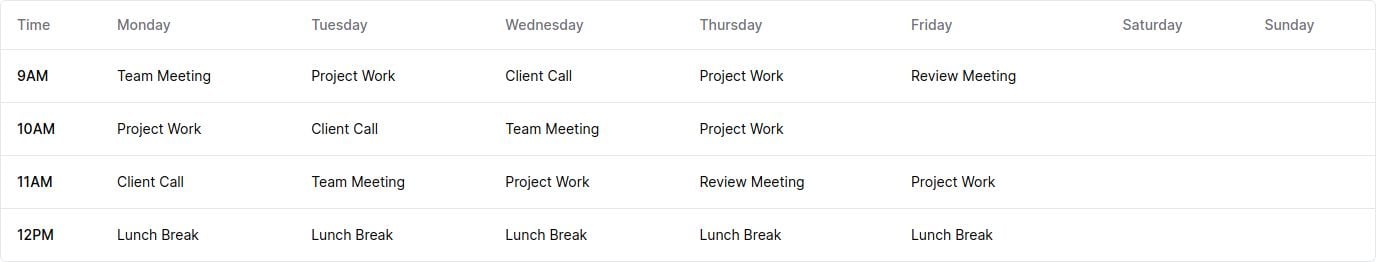 Time Monday Tuesday Wednesday Thursday Friday Saturday Sunday
9AM Team Meeting Project Work Client Call Project Work Review Meeting
10AM Project Work Client Call Team Meeting Project Work
11AM Client Call Team Meeting Project Work Review Meeting Project Work
12PM Lunch Break Lunch Break Lunch Break Lunch Break Lunch Break